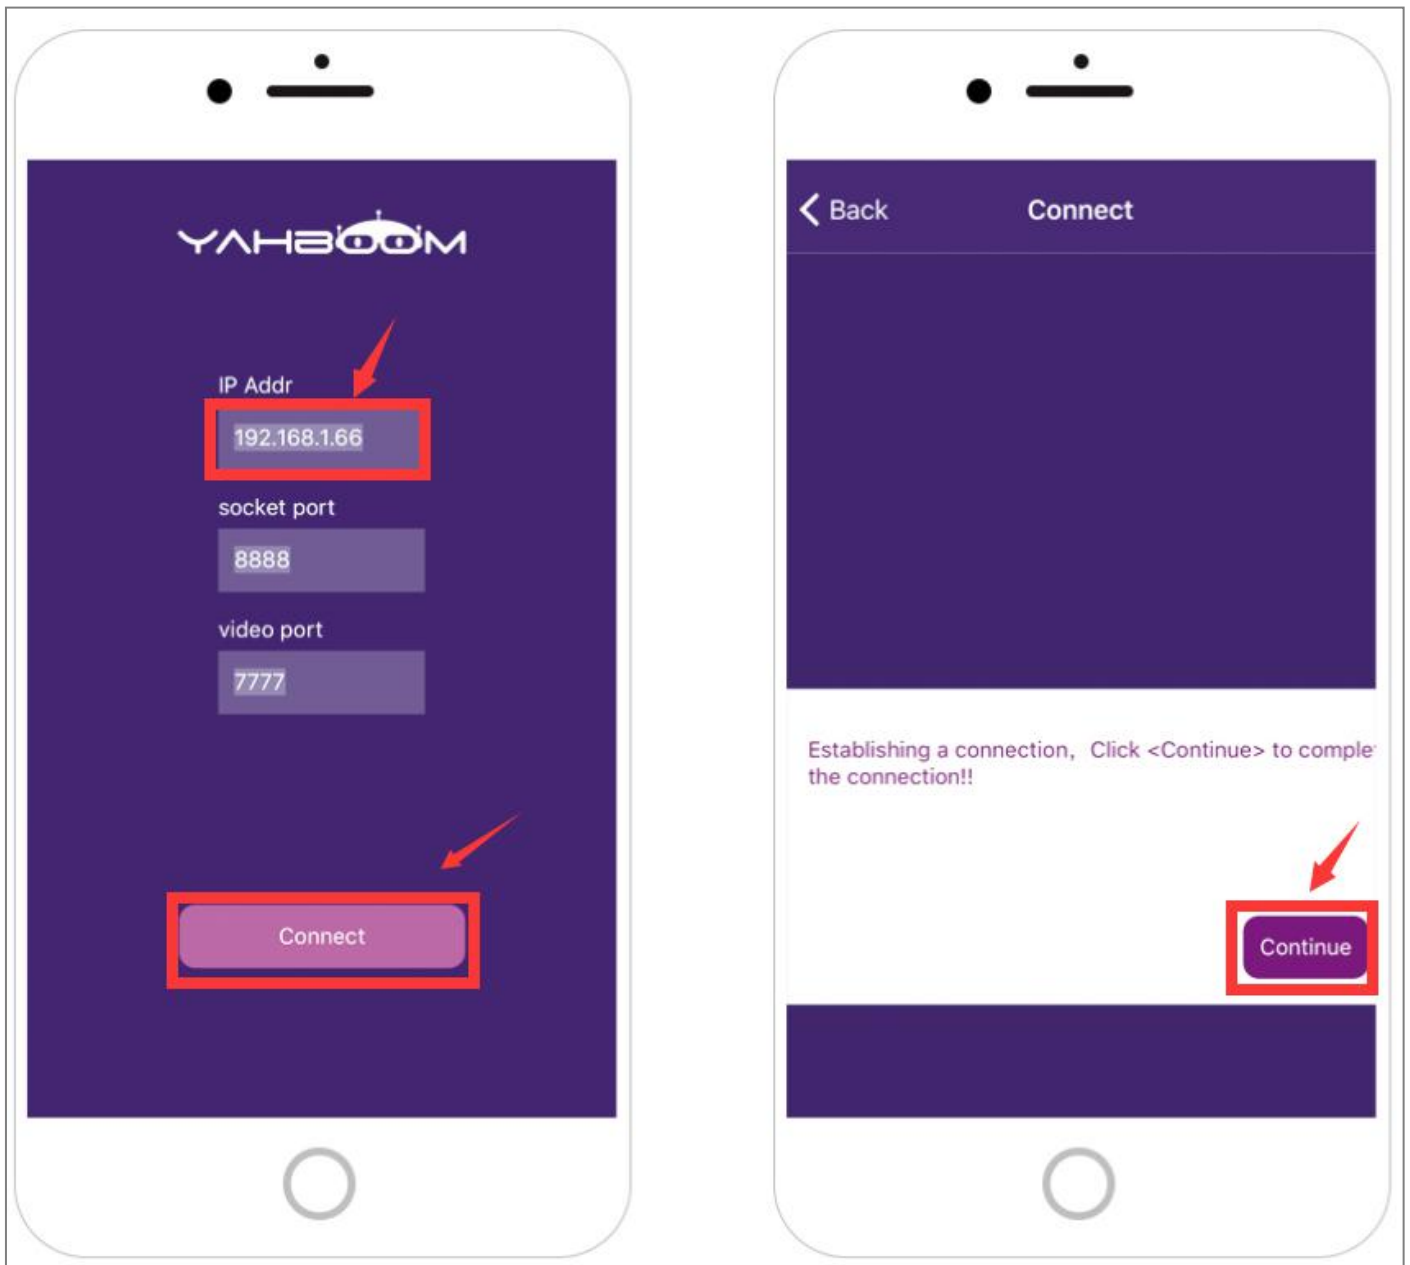 YAHBOOM
IP Addr
192.168.1.66
socket port
8888
video port
7777
Connect
Back
Connect
Establishing a connection, Click <Continue> to comple
the connection!!
Continue